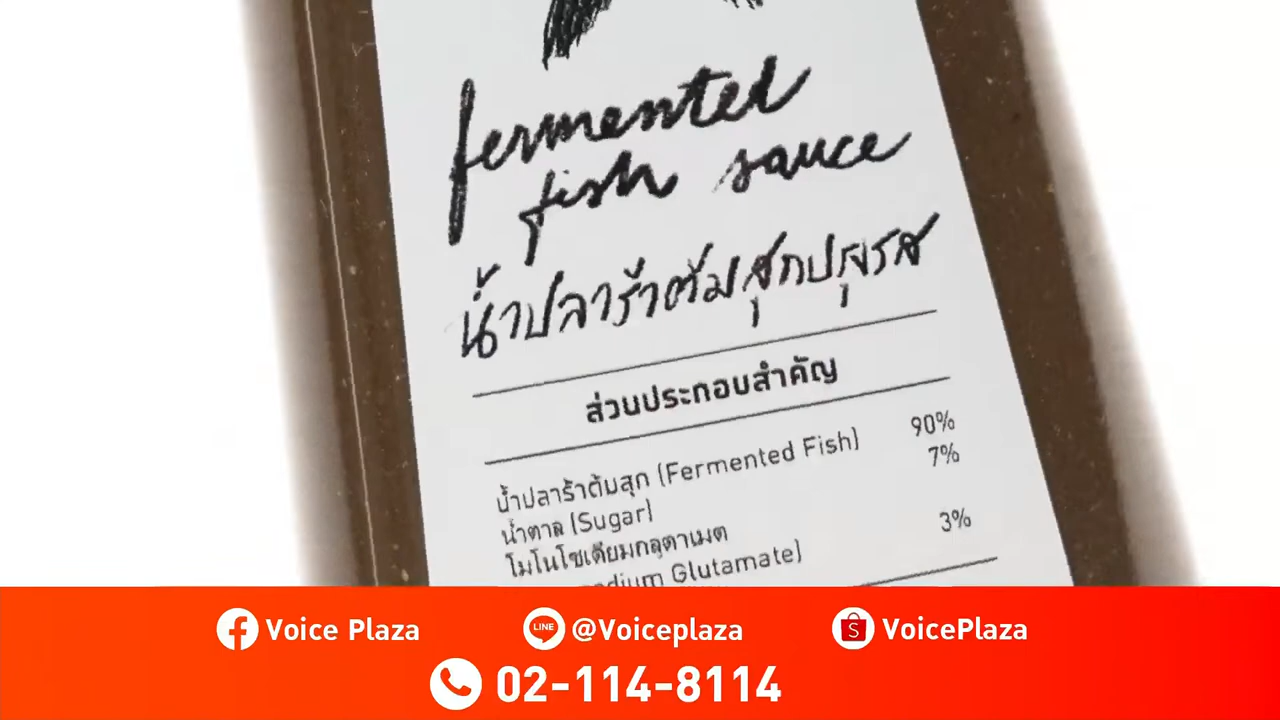 fermented
fish sauce
น้ำปลาร้าต้มสุกปรุงรส
ส่วนประกอบสำคัญ
น้ำปลาร้าต้มสุก (Fermented Fish) 90%
น้ำตาล (Sugar) 7%
โมโนโซเดียมกลูตาเมต
Glutamate) 3%
Voice Plaza LINE @Voiceplaza S VoicePlaza
02-114-8114